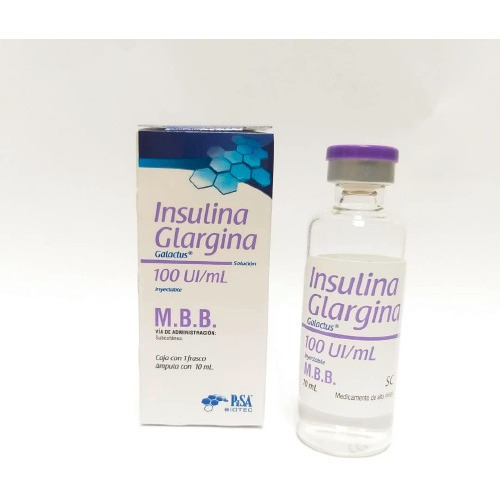 Insulina
Glargina
Galactus®
Solución
100 UI/mL
Inyectable
M.B.B.
VÍA DE ADMINISTRACIÓN:
Subcutánea
Caja con 1 frasco
ámpula con 10 mL
PiSA
BIOTEC
Insulina
Glargina
Galactus®
100 UI/mL
Inyectable
M.B.B.
10 mL
SC
Medicamento de alto